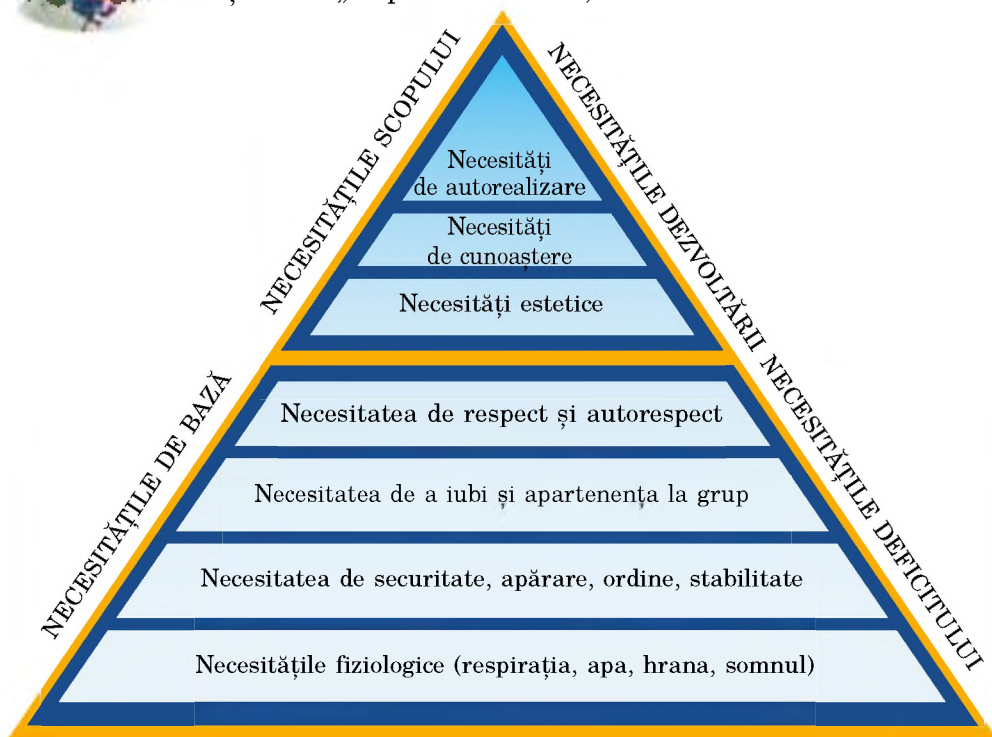 NECESITĂȚILE SCOPULUI
NECESITĂȚILE DEZVOLTĂRII
Necesități
de autorealizare
Necesități
de cunoaștere
Necesități estetice
NECESITĂȚILE DE BAZĂ
NECESITĂȚILE DEFICITULUI
Necesitatea de respect și autorespect
Necesitatea de a iubi și apartenența la grup
Necesitatea de securitate, apărare, ordine, stabilitate
Necesitățile fiziologice (respirația, apa, hrana, somnul)